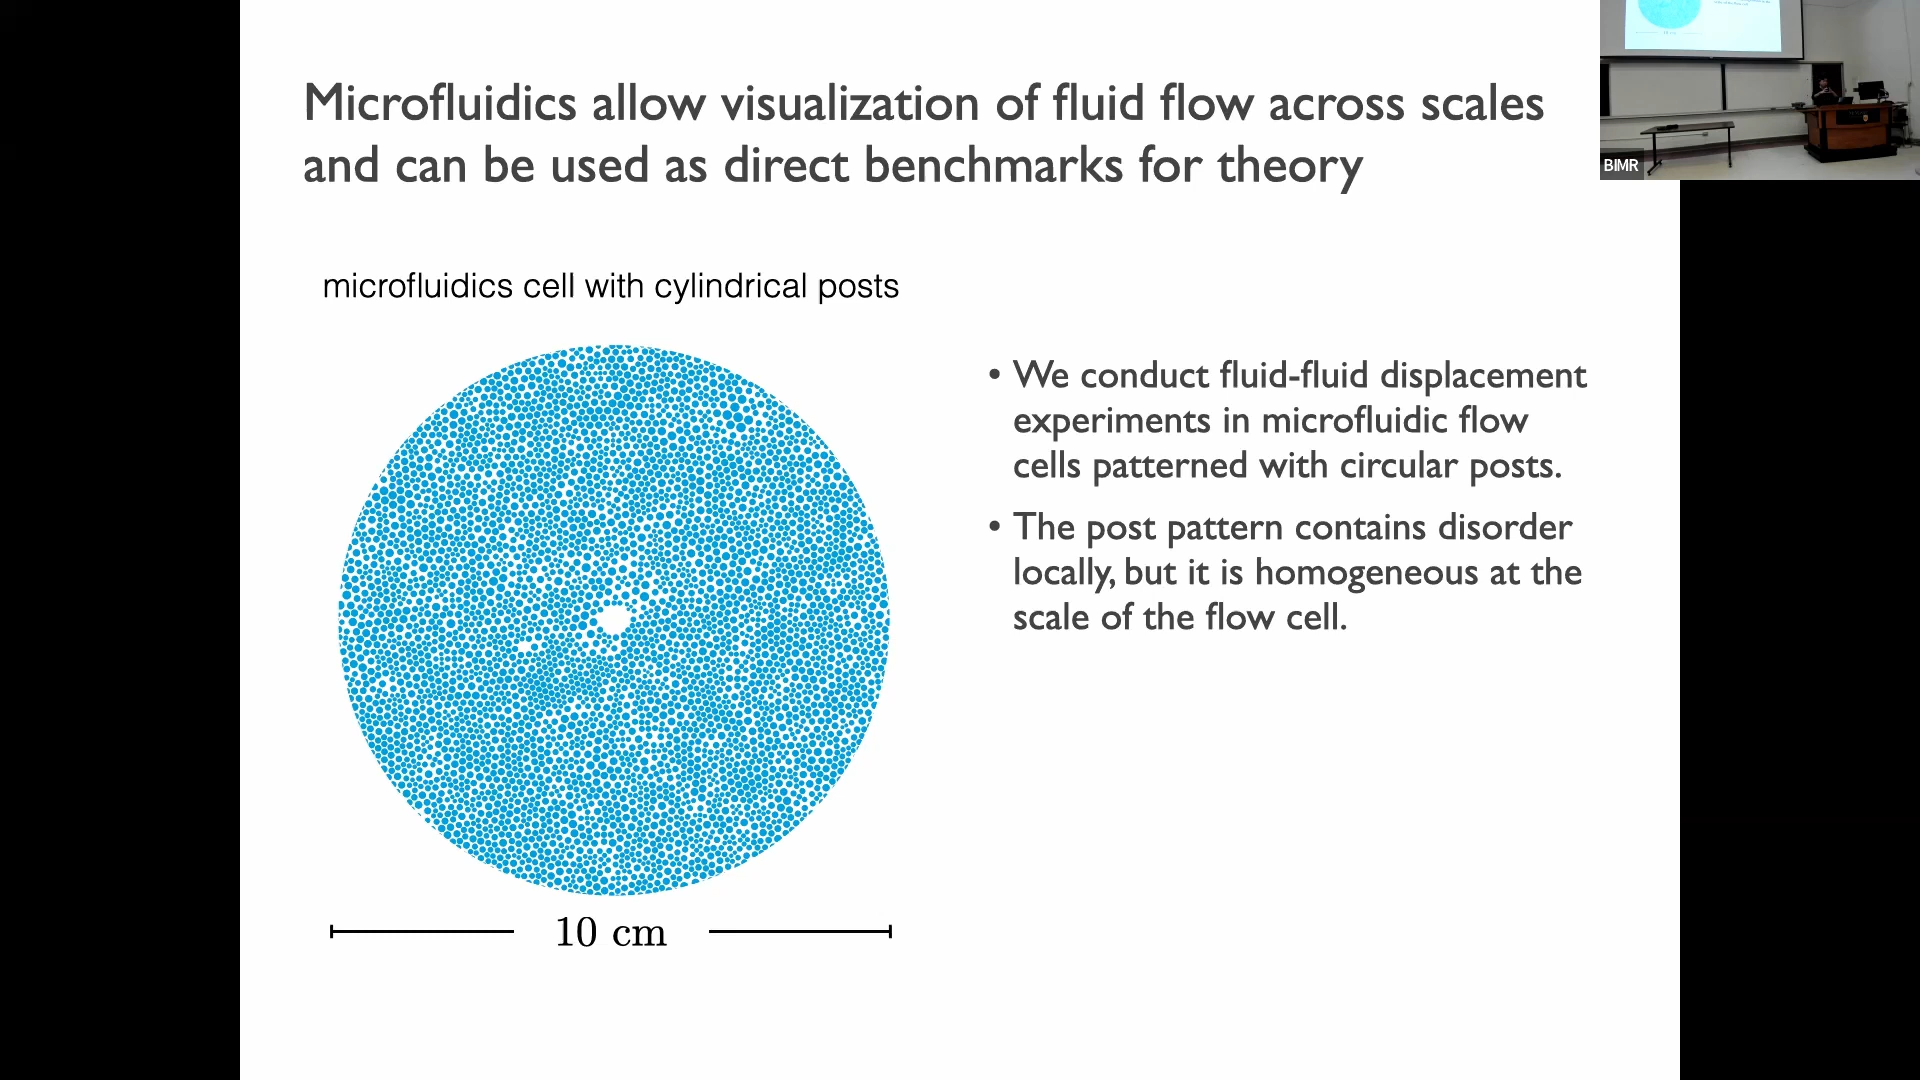 Microfluidics allow visualization of fluid flow across scales
and can be used as direct benchmarks for theory
BIMR
microfluidics cell with cylindrical posts
• We conduct fluid-fluid displacement
experiments in microfluidic flow
cells patterned with circular posts.
• The post pattern contains disorder
locally, but it is homogeneous at the
scale of the flow cell.
10 cm